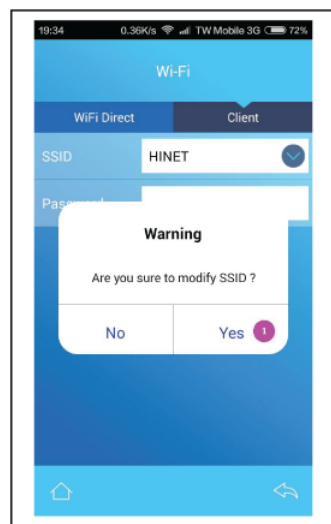 19:34 0.36K/s TW Mobile 3G 72%
Wi-Fi
WiFi Direct Client
SSID HINET
Password
Warning
Are you sure to modify SSID ?
No Yes 1